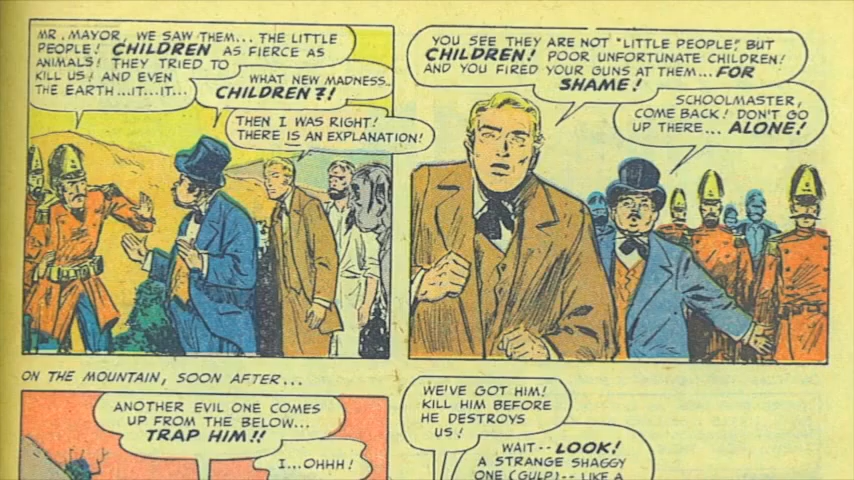 MR. MAYOR, WE SAW THEM... THE LITTLE
PEOPLE! CHILDREN AS FIERCE AS
ANIMALS! THEY TRIED TO
KILL US! AND EVEN
THE EARTH...IT...IT...
WHAT NEW MADNESS...
CHILDREN?!
THEN I WAS RIGHT!
THERE IS AN EXPLANATION!
YOU SEE THEY ARE NOT "LITTLE PEOPLE", BUT
CHILDREN! POOR UNFORTUNATE CHILDREN!
AND YOU FIRED YOUR GUNS AT THEM... FOR
SHAME!
SCHOOLMASTER,
COME BACK! DON'T GO
UP THERE... ALONE!
ON THE MOUNTAIN, SOON AFTER...
ANOTHER EVIL ONE COMES
UP FROM THE BELOW...
TRAP HIM!!
I...OHHH!
WE'VE GOT HIM!
KILL HIM BEFORE
HE DESTROYS
US!
WAIT-- LOOK!
A STRANGE SHAGGY
ONE (GULP)-- LIKE A